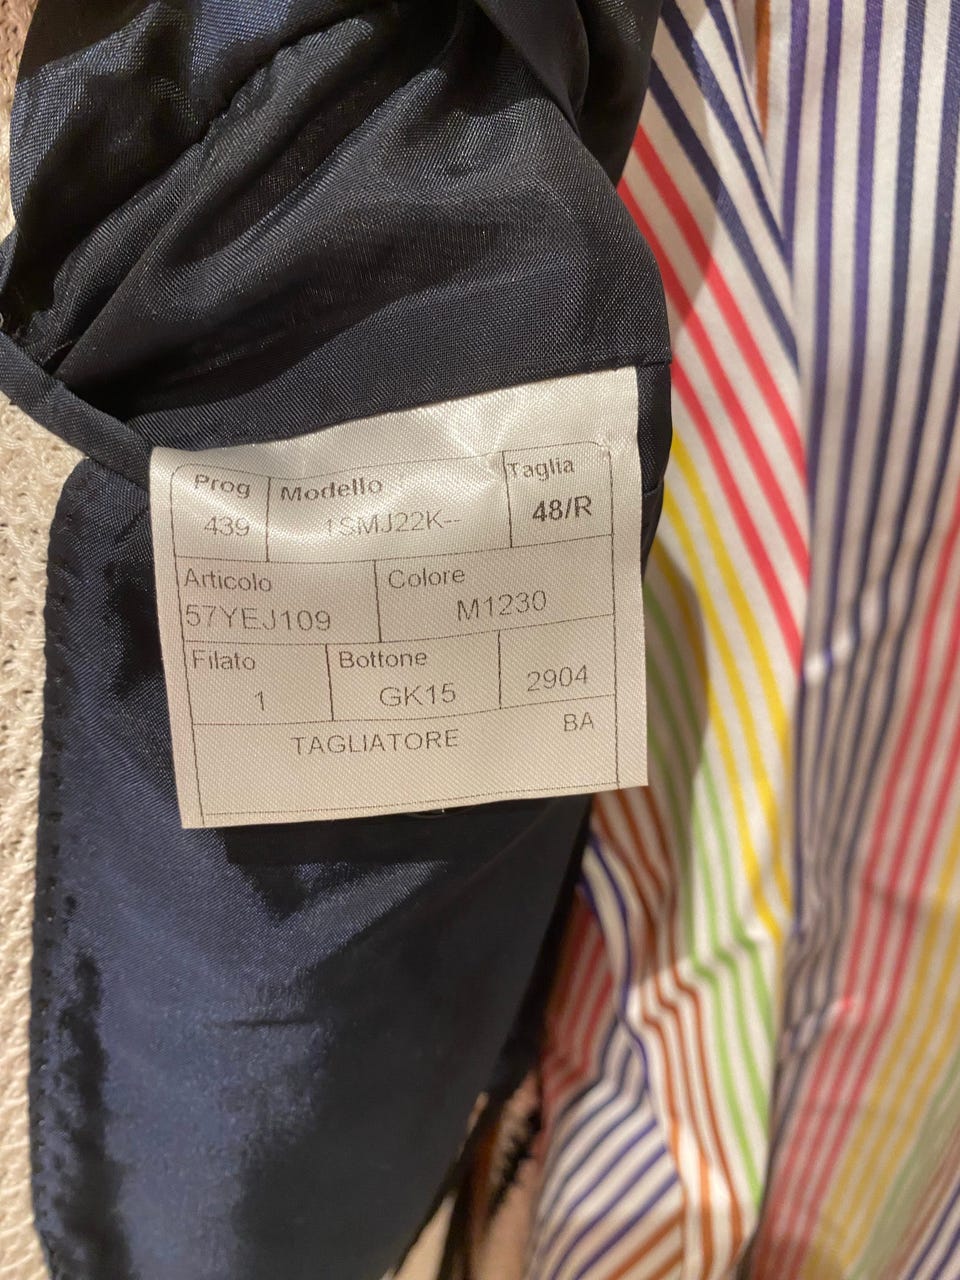 Prog Modello Taglia
439 1SMJ22K-- 48/R
Articolo Colore
57YEJ109 M1230
Filato Bottone
1 GK15 2904
TAGLIATORE BA